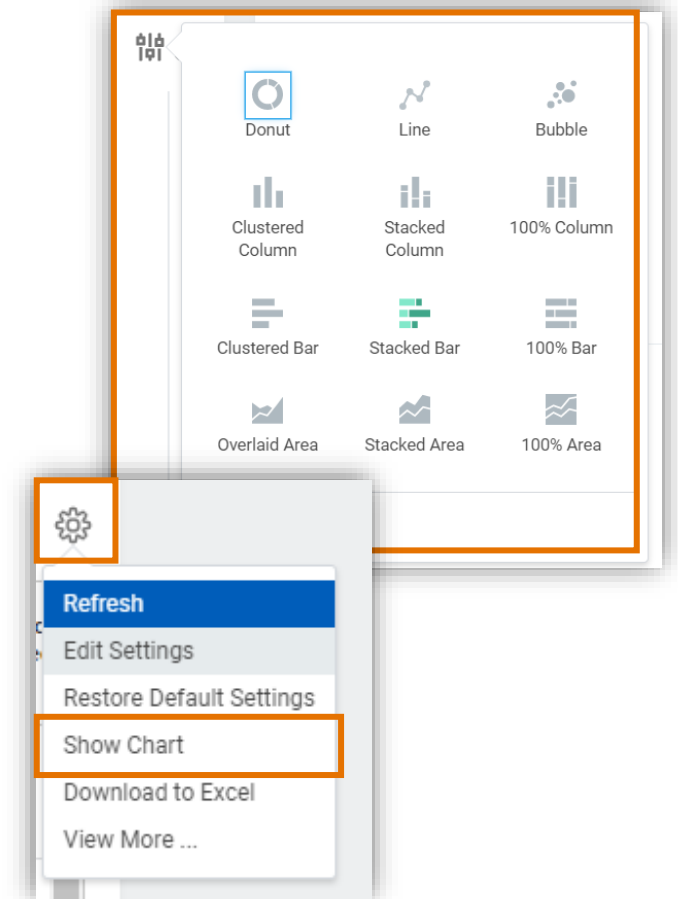 Donut
Line
Bubble
Clustered
Column
Stacked
Column
100% Column
Clustered Bar
Stacked Bar
100% Bar
Overlaid Area
Stacked Area
100% Area
Refresh
Edit Settings
Restore Default Settings
Show Chart
Download to Excel
View More ...